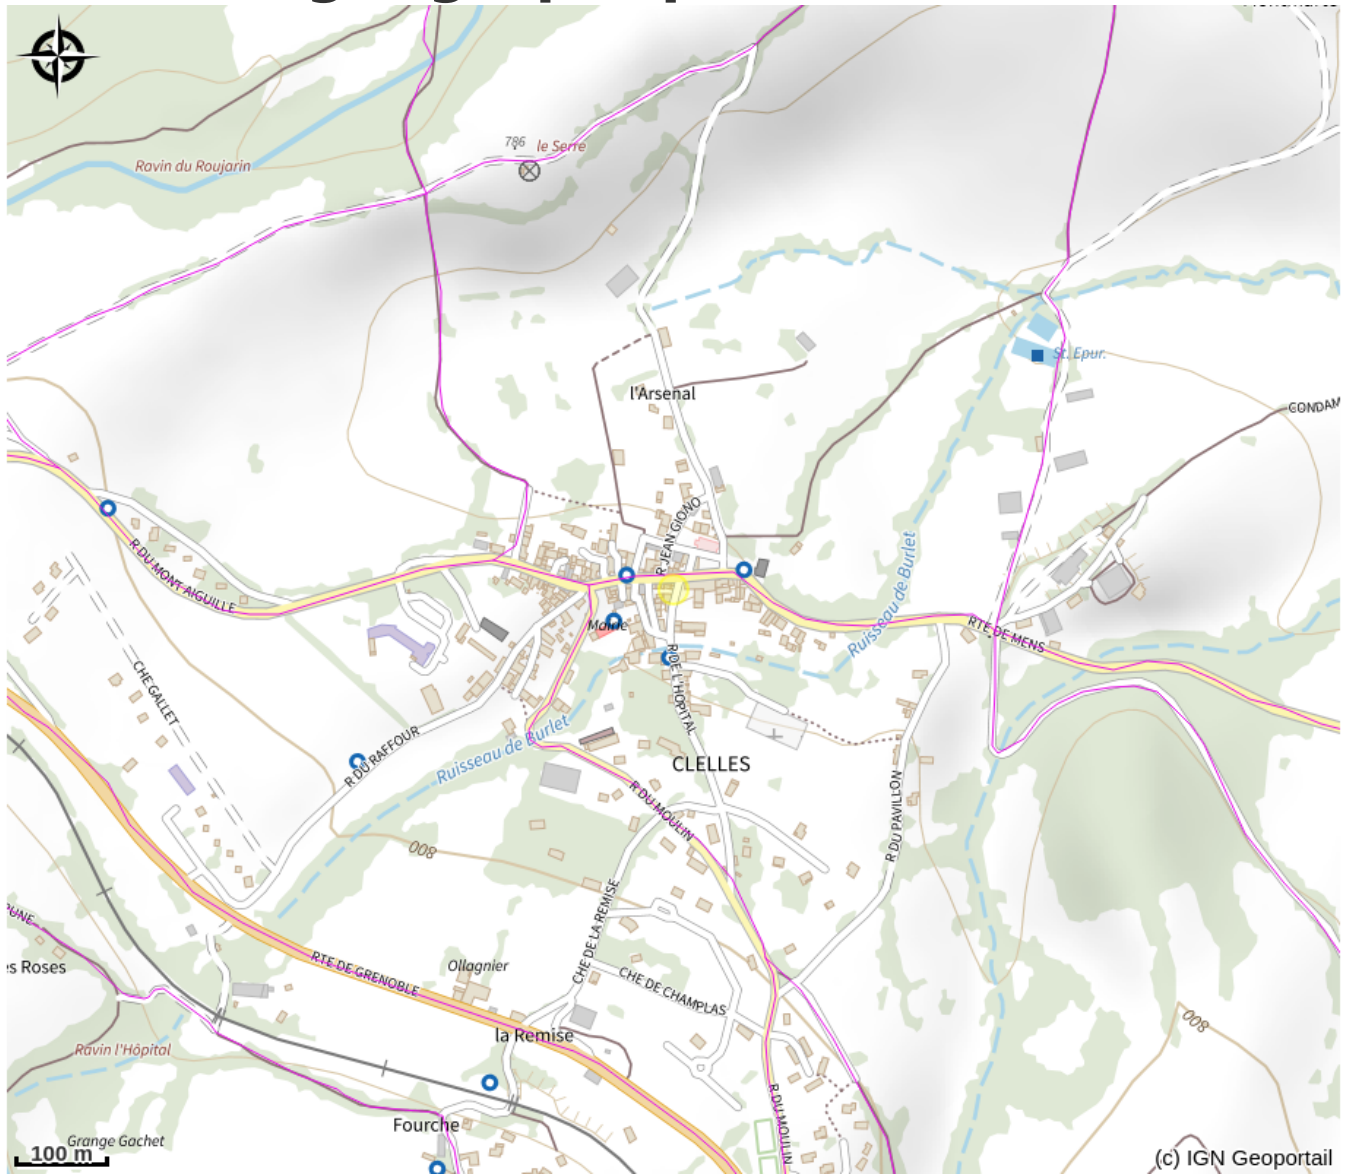 786
le Serre
Ravin du Roujarin
St. Epur.
l'Arsenal
CONDAM
R JEAN GIONO
R DU MONT AIGUILLE
Ruisseau de Burlet
Mairie
RTE DE MENS
R DE L'HOPITAL
CHE GALLET
R DU RAFFOUR
Ruisseau de Burlet
CLELLES
R DU MOULIN
R DU PAVILLON
800
CHE DE LA REMISE
PUNE
es Roses
RTE DE GRENOBLE
Ollagnier
CHE DE CHAMPLAS
800
la Remise
Ravin l'Hôpital
R DU MOULIN
Fourche
Grange Gachet
100 m
(c) IGN Geoportail